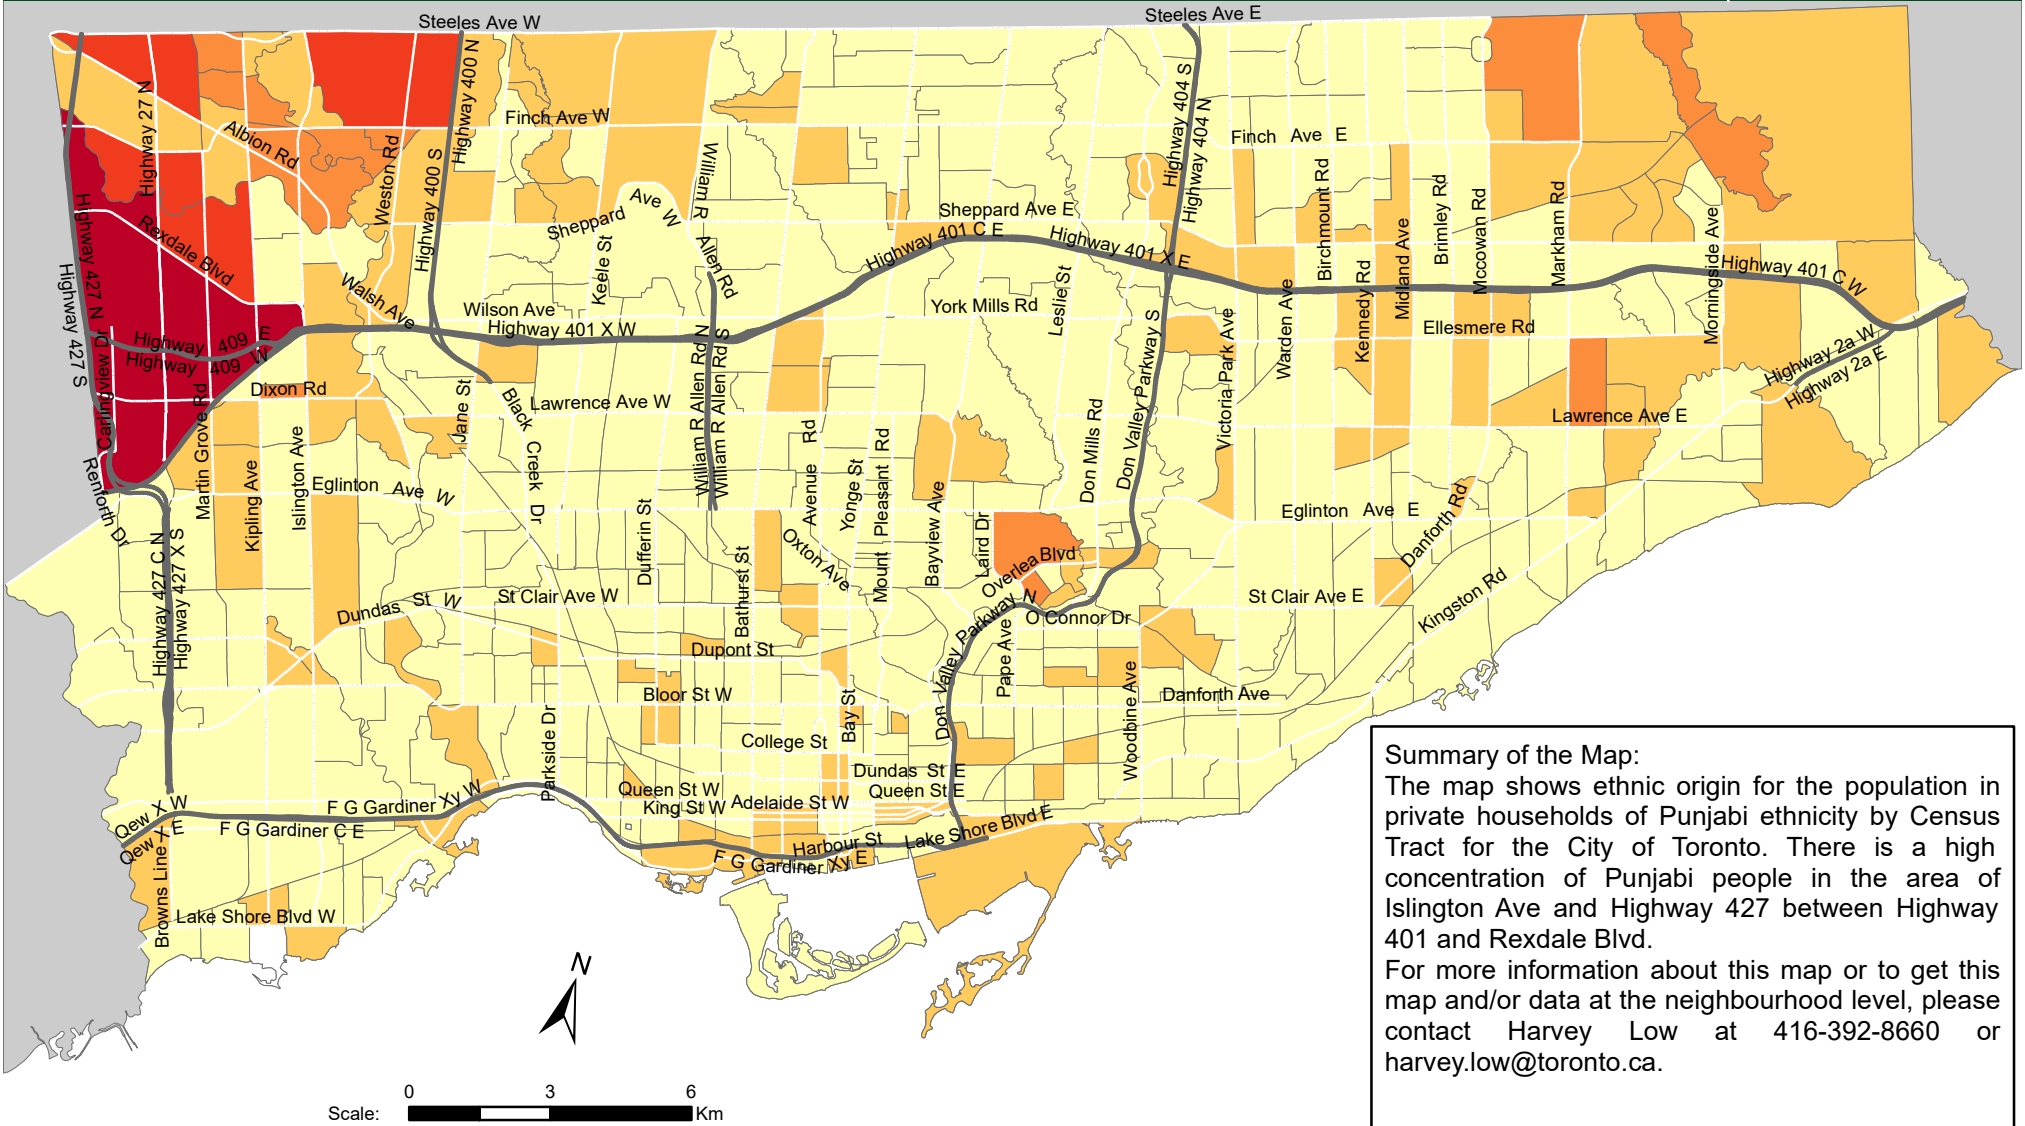 Steeles Ave W
Steeles Ave E
Highway 400 N
Highway 404 S
Highway 404 N
Highway 27 N
Finch Ave W
Finch Ave E
Albion Rd
Weston Rd
Highway 400 S
William R Allen Rd
Birchmount Rd
Brimley Rd
Mccowan Rd
Markham Rd
Midland Ave
Morningside Ave
Sheppard Ave W
Sheppard Ave E
Keele St
Highway 427 N
Rexdale Blvd
Highway 427 S
Walsh Ave
Highway 401 C E
Highway 401 X E
Highway 401 C W
Leslie St
Wilson Ave
York Mills Rd
Highway 401 X W
Ellesmere Rd
Kennedy Rd
Warden Ave
Victoria Park Ave
Highway 409 E
Highway 409 W
Carlingview Dr
Highway 2a W
Highway 2a E
Dixon Rd
Martin Grove Rd
Jane St
Black Creek Dr
Lawrence Ave W
Lawrence Ave E
William R Allen Rd N
William R Allen Rd S
Don Valley Parkway S
Don Mills Rd
Avenue Rd
Yonge St
Mount Pleasant Rd
Bayview Ave
Renforth Dr
Kipling Ave
Islington Ave
Eglinton Ave W
Eglinton Ave E
Dufferin St
Bathurst St
Oxton Ave
Laird Dr
Overlea Blvd
Danforth Rd
Highway 427 C N
Highway 427 X S
Dundas St W
St Clair Ave W
St Clair Ave E
Kingston Rd
Don Valley Parkway N
O Connor Dr
Pape Ave
Dupont St
Bloor St W
Danforth Ave
Woodbine Ave
Bay St
Parkside Dr
College St
Dundas St E
Queen St W
Queen St E
King St W
Adelaide St W
Qew X W
Qew X E
F G Gardiner Xy W
F G Gardiner C E
Harbour St
Lake Shore Blvd E
F G Gardiner Xy E
Browns Line
Lake Shore Blvd W
N
Scale:
0 3 6
Km
Summary of the Map:
The map shows ethnic origin for the population in
private households of Punjabi ethnicity by Census
Tract for the City of Toronto. There is a high
concentration of Punjabi people in the area of
Islington Ave and Highway 427 between Highway
401 and Rexdale Blvd.
For more information about this map or to get this
map and/or data at the neighbourhood level, please
contact Harvey Low at 416-392-8660 or
harvey.low@toronto.ca.